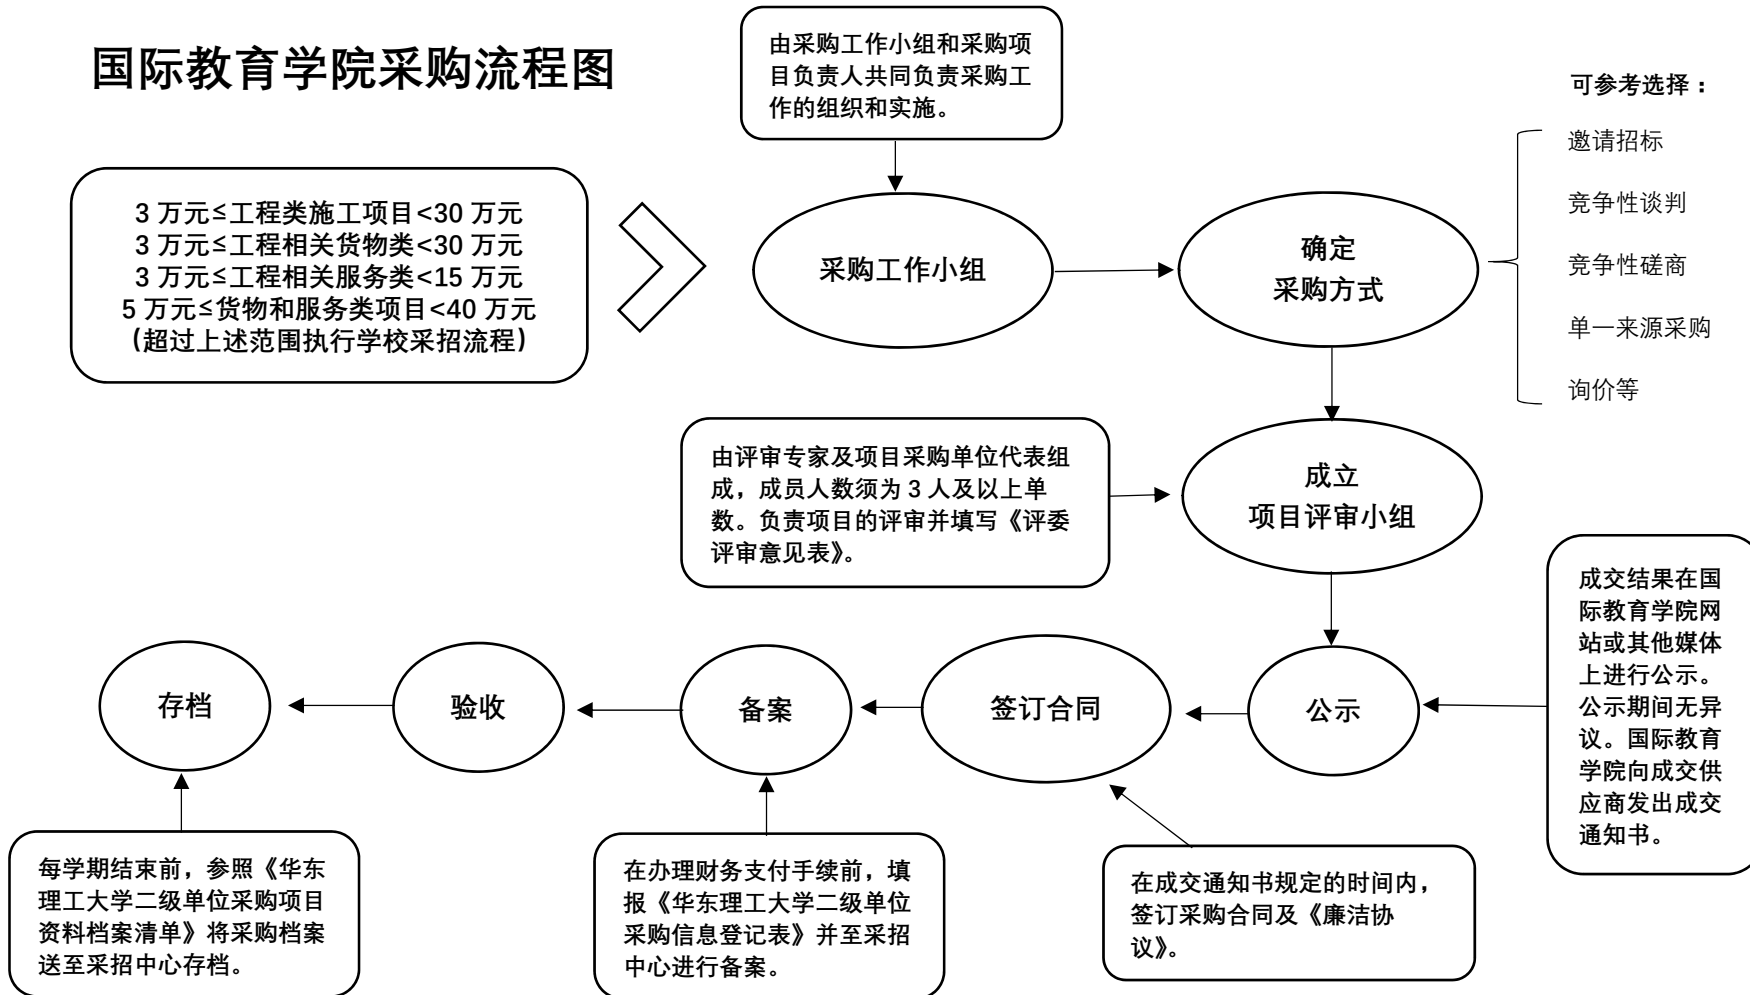 国际教育学院采购流程图
由采购工作小组和采购项
目负责人共同负责采购工
作的组织和实施。
可参考选择：
邀请招标
竞争性谈判
竞争性磋商
单一来源采购
询价等
3 万元≤工程类施工项目<30 万元
3 万元≤工程相关货物类<30 万元
3 万元≤工程相关服务类<15 万元
5 万元≤货物和服务类项目<40 万元
（超过上述范围执行学校采招流程）
采购工作小组
确定
采购方式
由评审专家及项目采购单位代表组
成，成员人数须为 3 人及以上单
数。负责项目的评审并填写《评委
评审意见表》。
成立
项目评审小组
成交结果在国
际教育学院网
站或其他媒体
上进行公示。
公示期间无异
议。国际教育
学院向成交供
应商发出成交
通知书。
存档
验收
备案
签订合同
公示
每学期结束前，参照《华东
理工大学二级单位采购项目
资料档案清单》将采购档案
送至采招中心存档。
在办理财务支付手续前，填
报《华东理工大学二级单位
采购信息登记表》并至采招
中心进行备案。
在成交通知书规定的时间内，
签订采购合同及《廉洁协
议》。